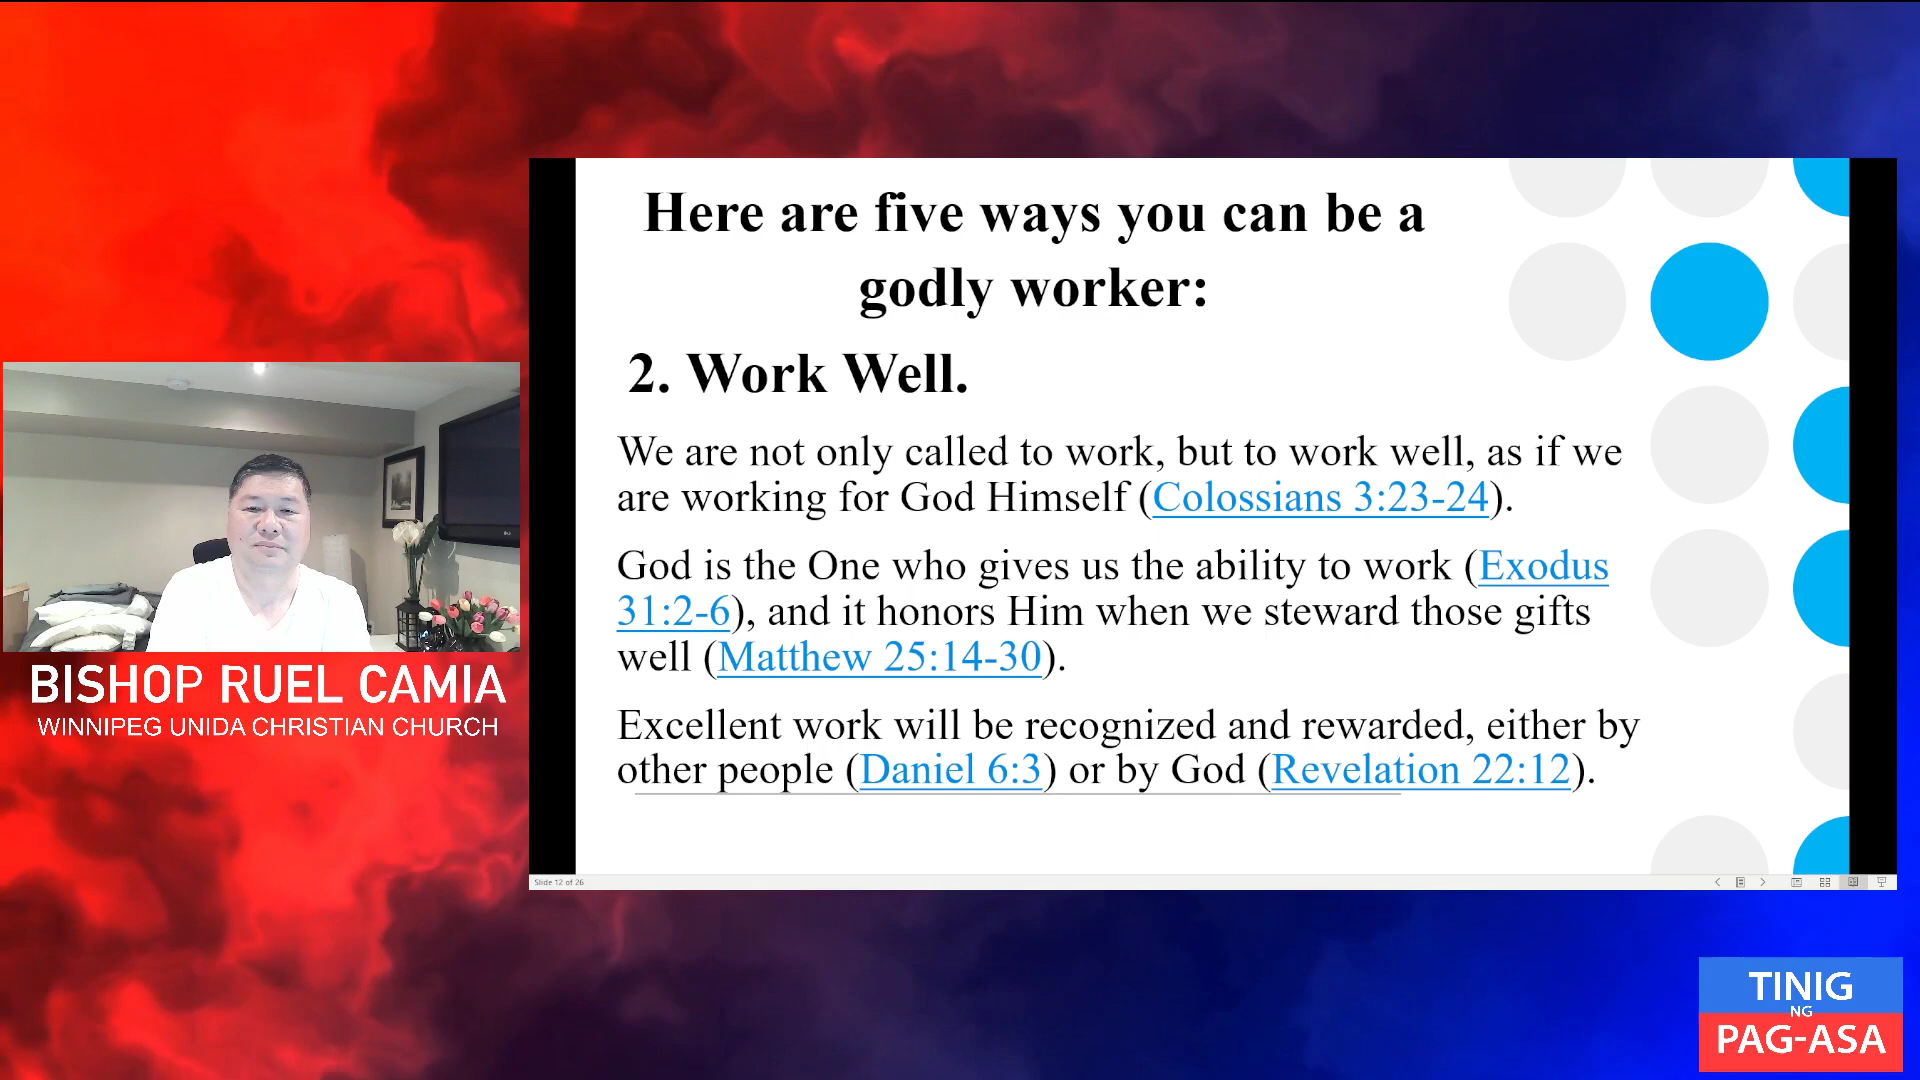 Here are five ways you can be a
godly worker:
2. Work Well.
We are not only called to work, but to work well, as if we
are working for God Himself (Colossians 3:23-24).
God is the One who gives us the ability to work (Exodus
31:2-6), and it honors Him when we steward those gifts
well (Matthew 25:14-30).
Excellent work will be recognized and rewarded, either by
other people (Daniel 6:3) or by God (Revelation 22:12).
Slide 12 of 26
BISHOP RUEL CAMIA
WINNIPEG UNIDA CHRISTIAN CHURCH
TINIG
NG
PAG-ASA